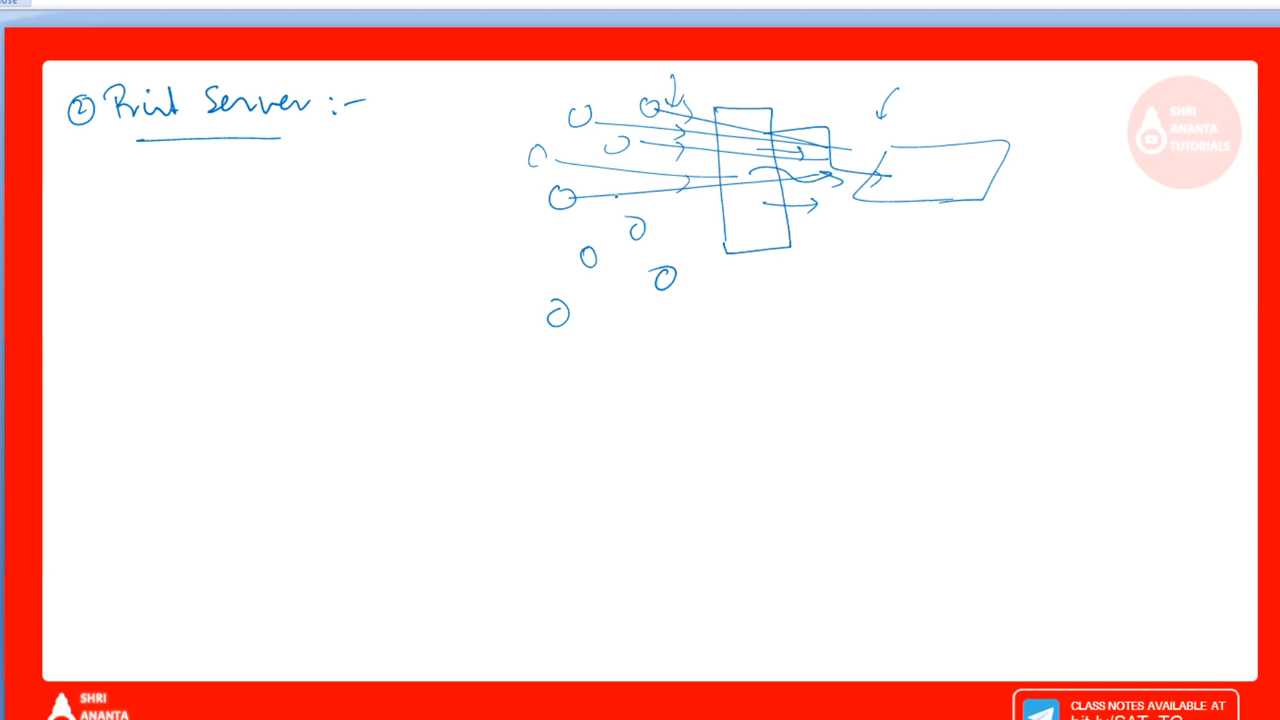 ② Print Server :-
SHRI
ANANTA
TUTORIALS
SHRI
ANANTA
CLASS NOTES AVAILABLE AT